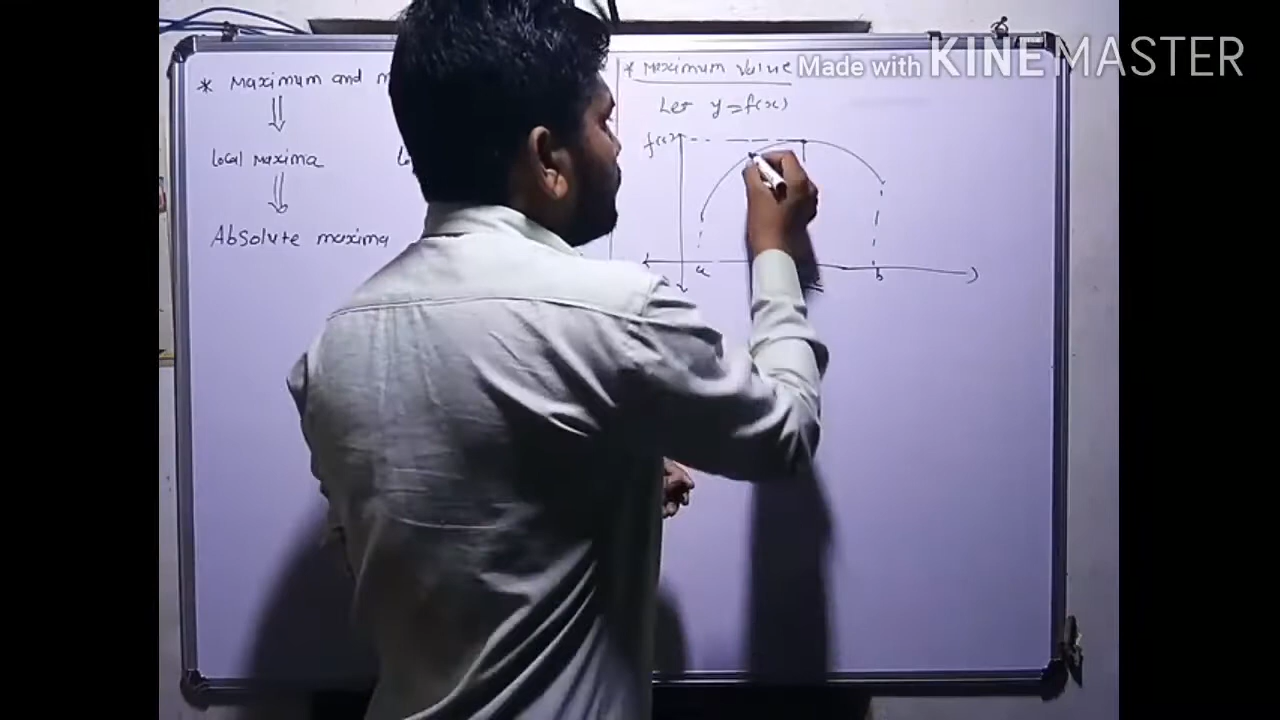 Made with KINEMASTER
* Maximum and m
Local Maxima
Absolute maxima
* Maximum Value
Let y=f(x)
a
b